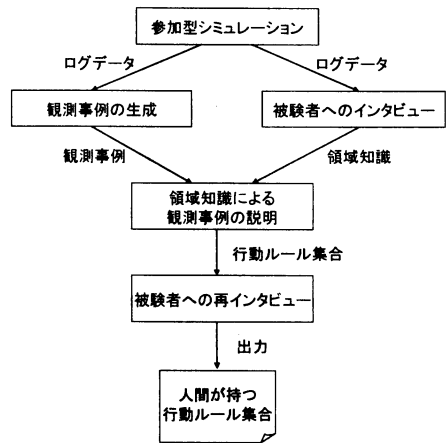 参加型シミュレーション
ログデータ
ログデータ
観測事例の生成
被験者へのインタビュー
観測事例
領域知識
領域知識による
観測事例の説明
行動ルール集合
被験者への再インタビュー
出力
人間が持つ
行動ルール集合